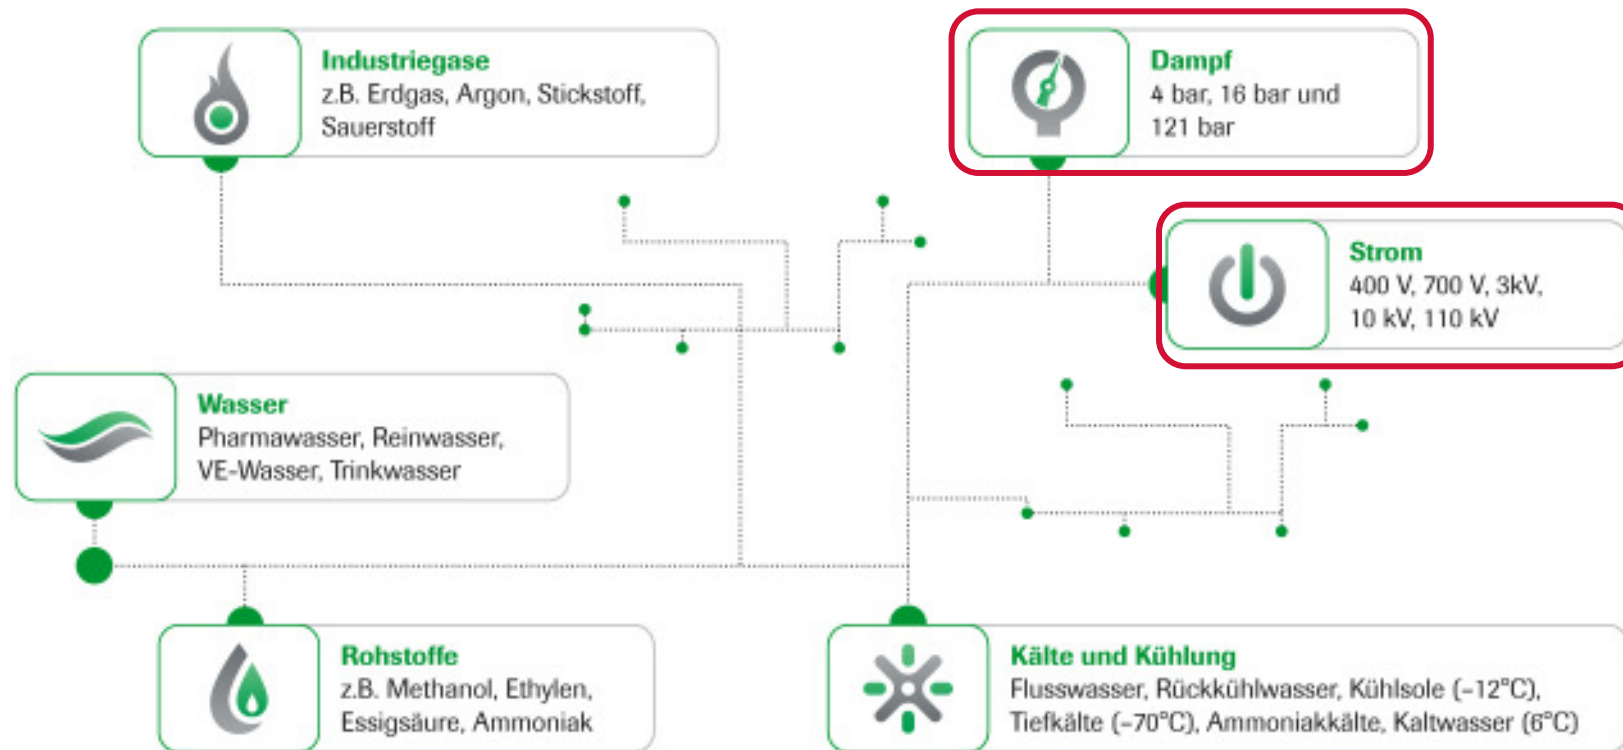 Industriegase
z.B. Erdgas, Argon, Stickstoff,
Sauerstoff
Dampf
4 bar, 16 bar und
121 bar
Strom
400 V, 700 V, 3kV,
10 kV, 110 kV
Wasser
Pharmawasser, Reinwasser,
VE-Wasser, Trinkwasser
Rohstoffe
z.B. Methanol, Ethylen,
Essigsäure, Ammoniak
Kälte und Kühlung
Flusswasser, Rückkühlwasser, Kühlsole (−12°C),
Tiefkälte (−70°C), Ammoniakkälte, Kaltwasser (6°C)